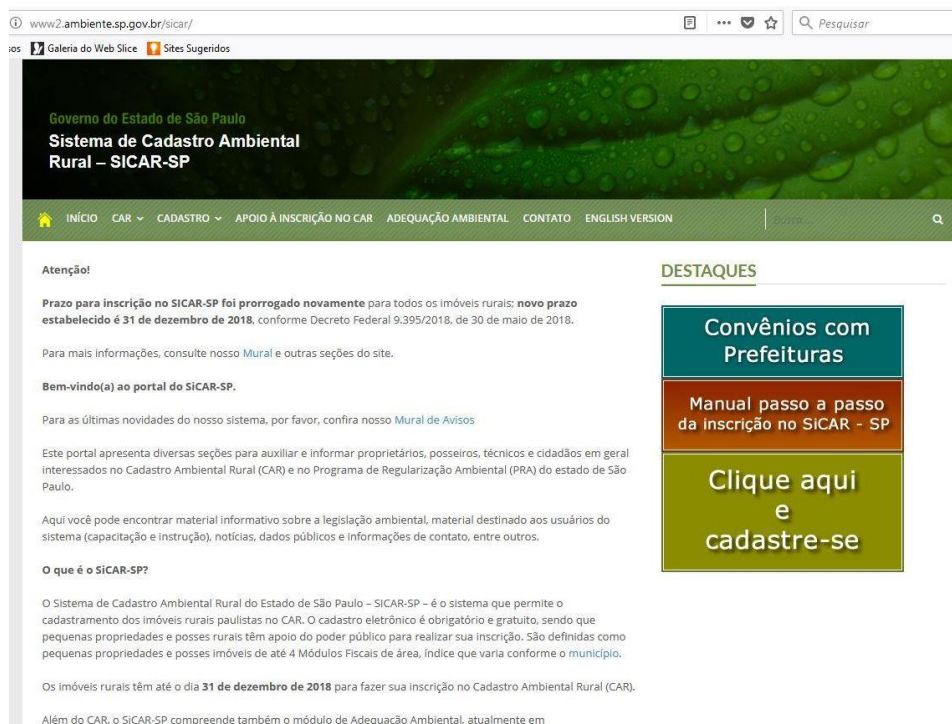 www2.ambiente.sp.gov.br/sicar/
Pesquisar
sos Galeria do Web Slice Sites Sugeridos
Governo do Estado de São Paulo
Sistema de Cadastro Ambiental
Rural – SICAR-SP
INÍCIO CAR CADASTRO APOIO À INSCRIÇÃO NO CAR ADEQUAÇÃO AMBIENTAL CONTATO ENGLISH VERSION
Busca ...
Atenção!
Prazo para inscrição no SICAR-SP foi prorrogado novamente para todos os imóveis rurais; novo prazo
estabelecido é 31 de dezembro de 2018, conforme Decreto Federal 9.395/2018, de 30 de maio de 2018.
Para mais informações, consulte nosso Mural e outras seções do site.
Bem-vindo(a) ao portal do SiCAR-SP.
Para as últimas novidades do nosso sistema, por favor, confira nosso Mural de Avisos
Este portal apresenta diversas seções para auxiliar e informar proprietários, posseiros, técnicos e cidadãos em geral
interessados no Cadastro Ambiental Rural (CAR) e no Programa de Regularização Ambiental (PRA) do estado de São
Paulo.
Aqui você pode encontrar material informativo sobre a legislação ambiental, material destinado aos usuários do
sistema (capacitação e instrução), notícias, dados públicos e informações de contato, entre outros.
O que é o SiCAR-SP?
O Sistema de Cadastro Ambiental Rural do Estado de São Paulo – SICAR-SP – é o sistema que permite o
cadastramento dos imóveis rurais paulistas no CAR. O cadastro eletrônico é obrigatório e gratuito, sendo que
pequenas propriedades e posses rurais têm apoio do poder público para realizar sua inscrição. São definidas como
pequenas propriedades e posses imóveis de até 4 Módulos Fiscais de área, índice que varia conforme o município.
Os imóveis rurais têm até o dia 31 de dezembro de 2018 para fazer sua inscrição no Cadastro Ambiental Rural (CAR).
Além do CAR, o SiCAR-SP compreende também o módulo de Adequação Ambiental, atualmente em
DESTAQUES
Convênios com
Prefeituras
Manual passo a passo
da inscrição no SiCAR - SP
Clique aqui
e
cadastre-se